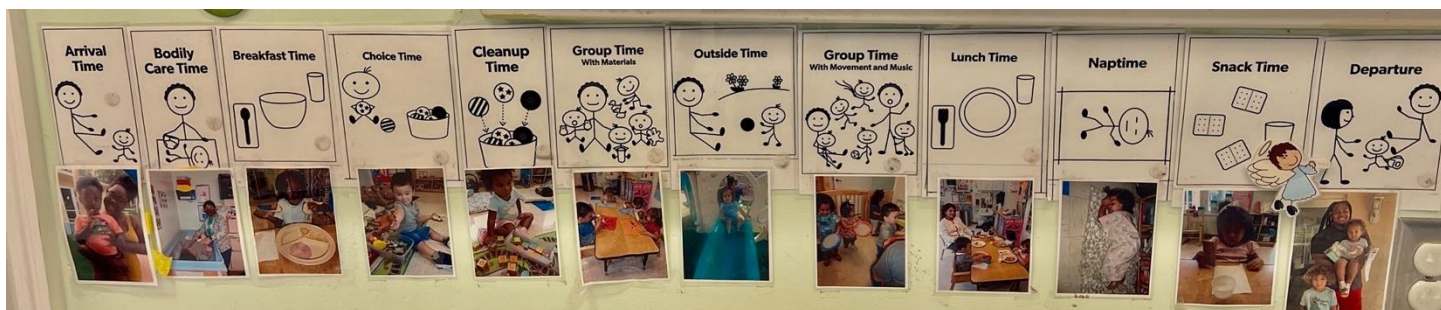 Arrival
Time
Bodily
Care Time
Breakfast Time
Choice Time
Cleanup
Time
Group Time
With Materials
Outside Time
Group Time
With Movement and Music
Lunch Time
Naptime
Snack Time
Departure